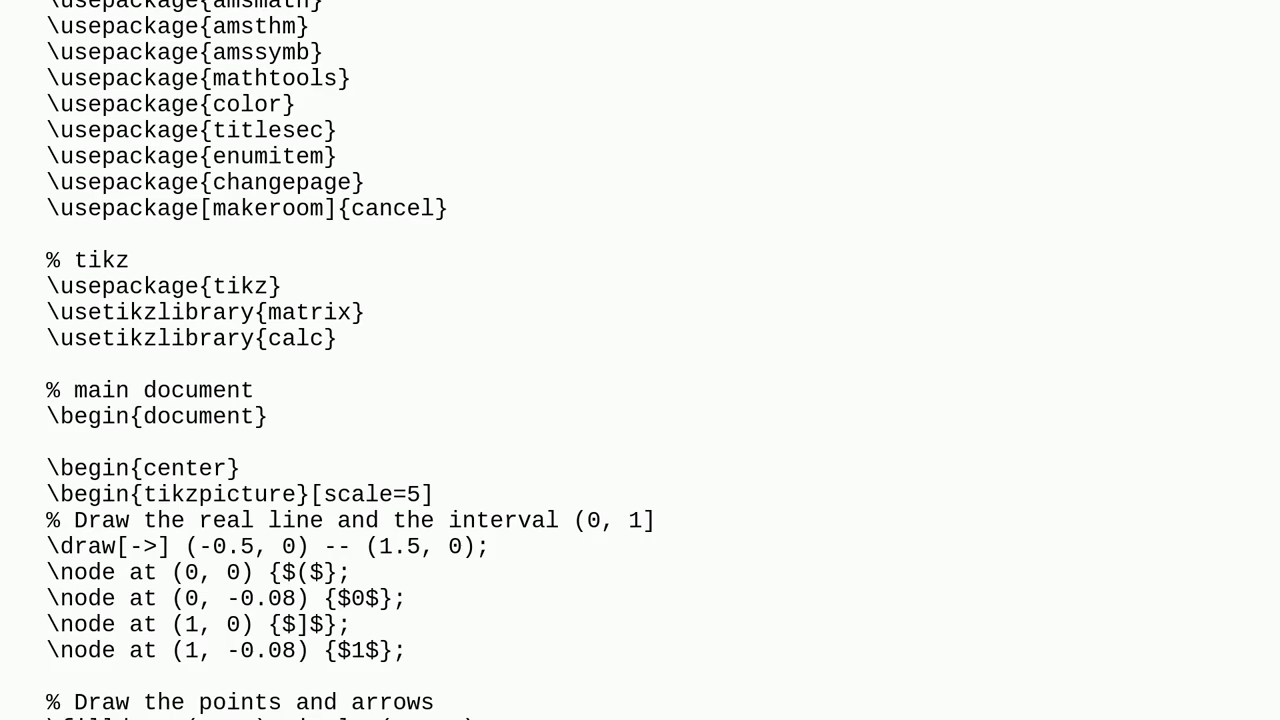 \usepackage{amsmath}
\usepackage{amsthm}
\usepackage{amssymb}
\usepackage{mathtools}
\usepackage{color}
\usepackage{titlesec}
\usepackage{enumitem}
\usepackage{changepage}
\usepackage[makeroom]{cancel}
% tikz
\usepackage{tikz}
\usetikzlibrary{matrix}
\usetikzlibrary{calc}
% main document
\begin{document}
\begin{center}
\begin{tikzpicture}[scale=5]
% Draw the real line and the interval (0, 1]
\draw[->] (-0.5, 0) -- (1.5, 0);
\node at (0, 0) {$($};
\node at (0, -0.08) {$0$};
\node at (1, 0) {$]$};
\node at (1, -0.08) {$1$};
% Draw the points and arrows